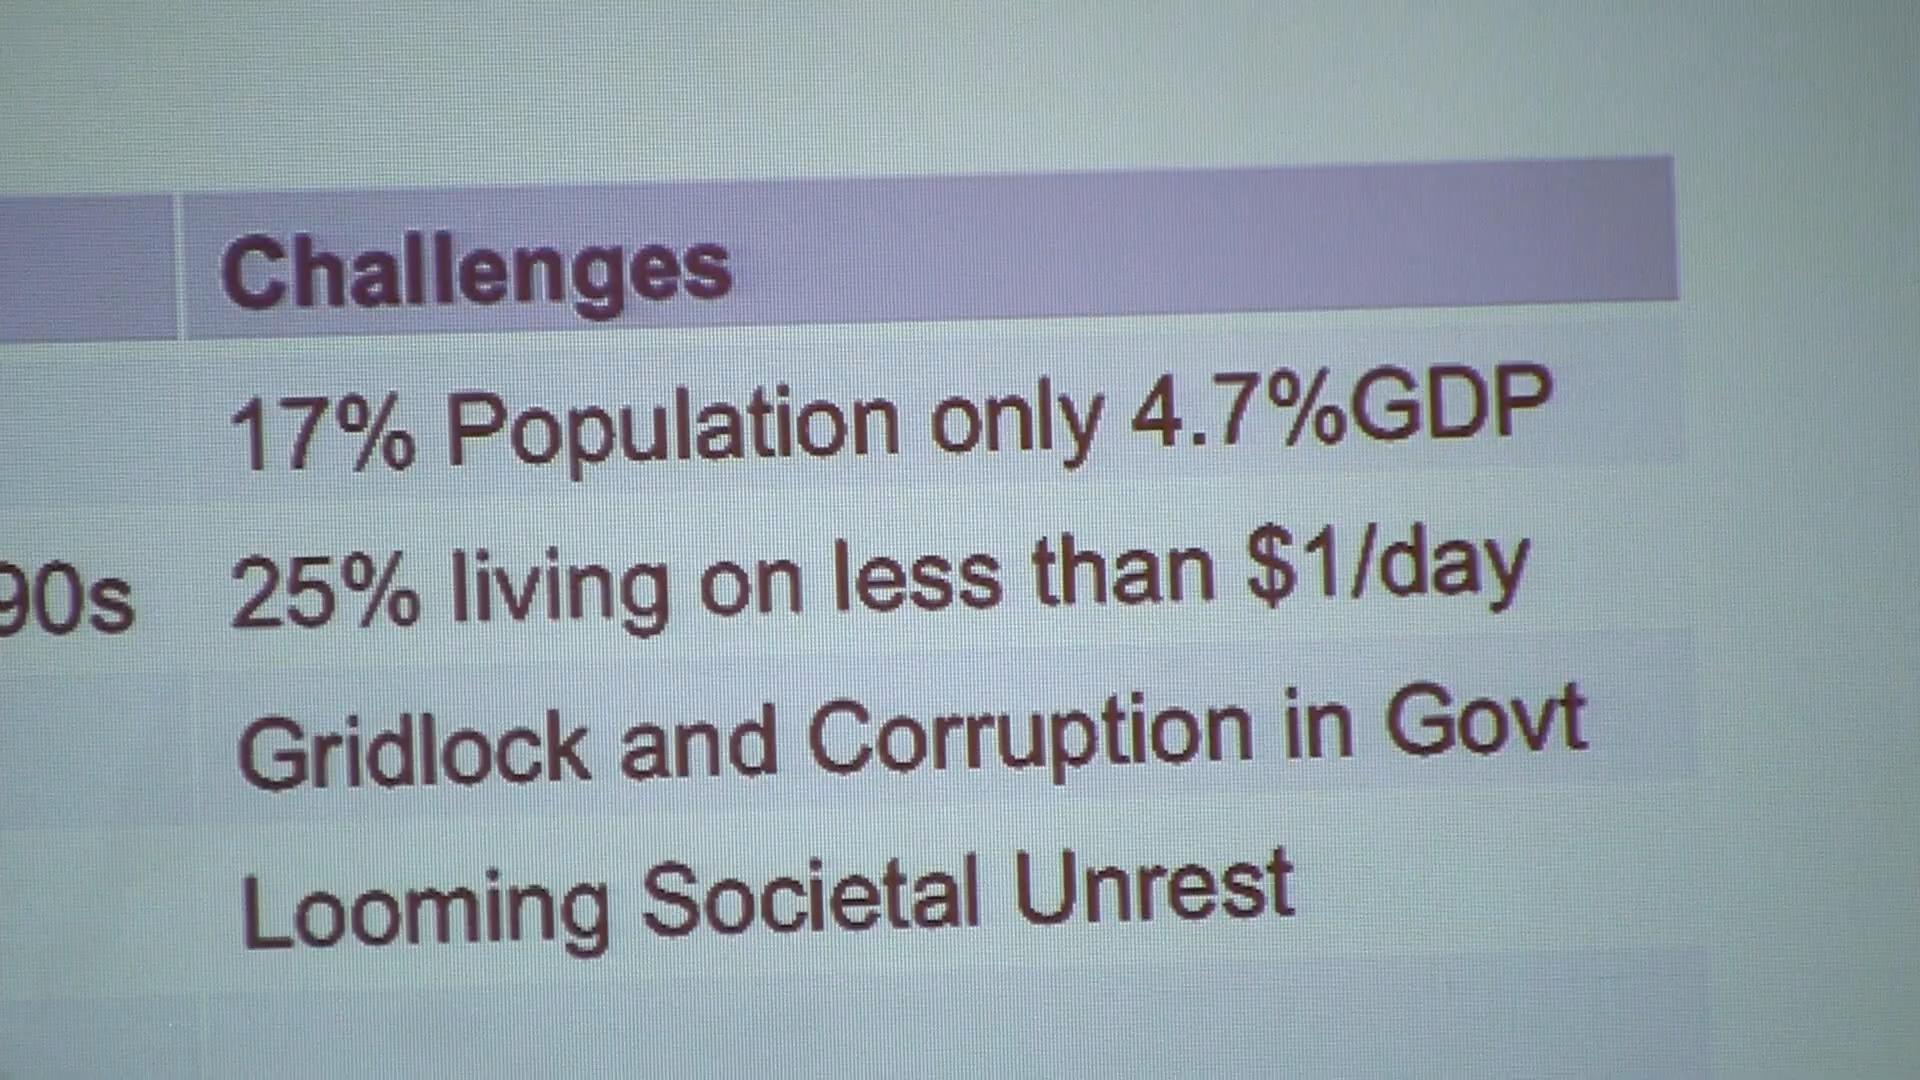 Challenges
17% Population only 4.7%GDP
90s 25% living on less than $1/day
Gridlock and Corruption in Govt
Looming Societal Unrest